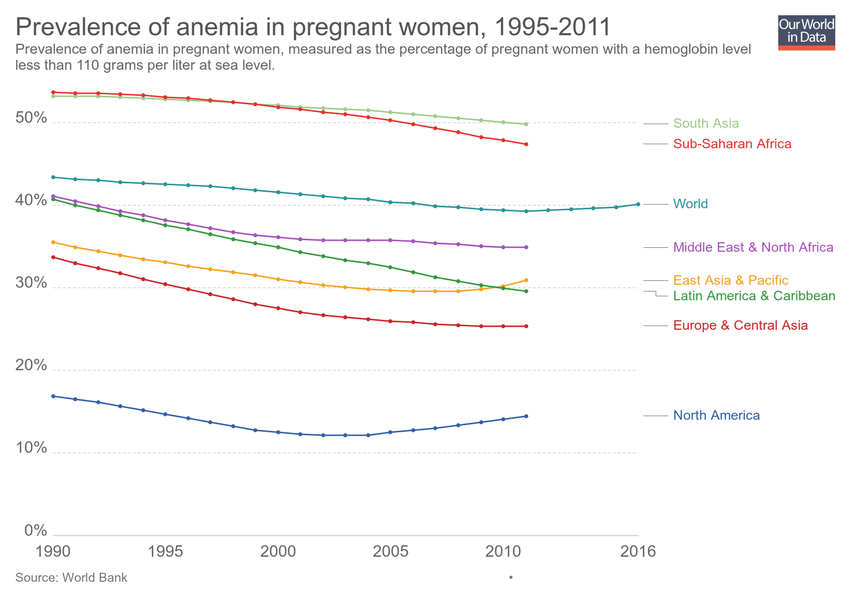 Prevalence of anemia in pregnant women, 1995-2011
Our World
in Data
Prevalence of anemia in pregnant women, measured as the percentage of pregnant women with a hemoglobin level
less than 110 grams per liter at sea level.
50%
South Asia
Sub-Saharan Africa
40%
World
Middle East & North Africa
30%
East Asia & Pacific
Latin America & Caribbean
Europe & Central Asia
20%
North America
10%
0%
1990 1995 2000 2005 2010 2016
Source: World Bank